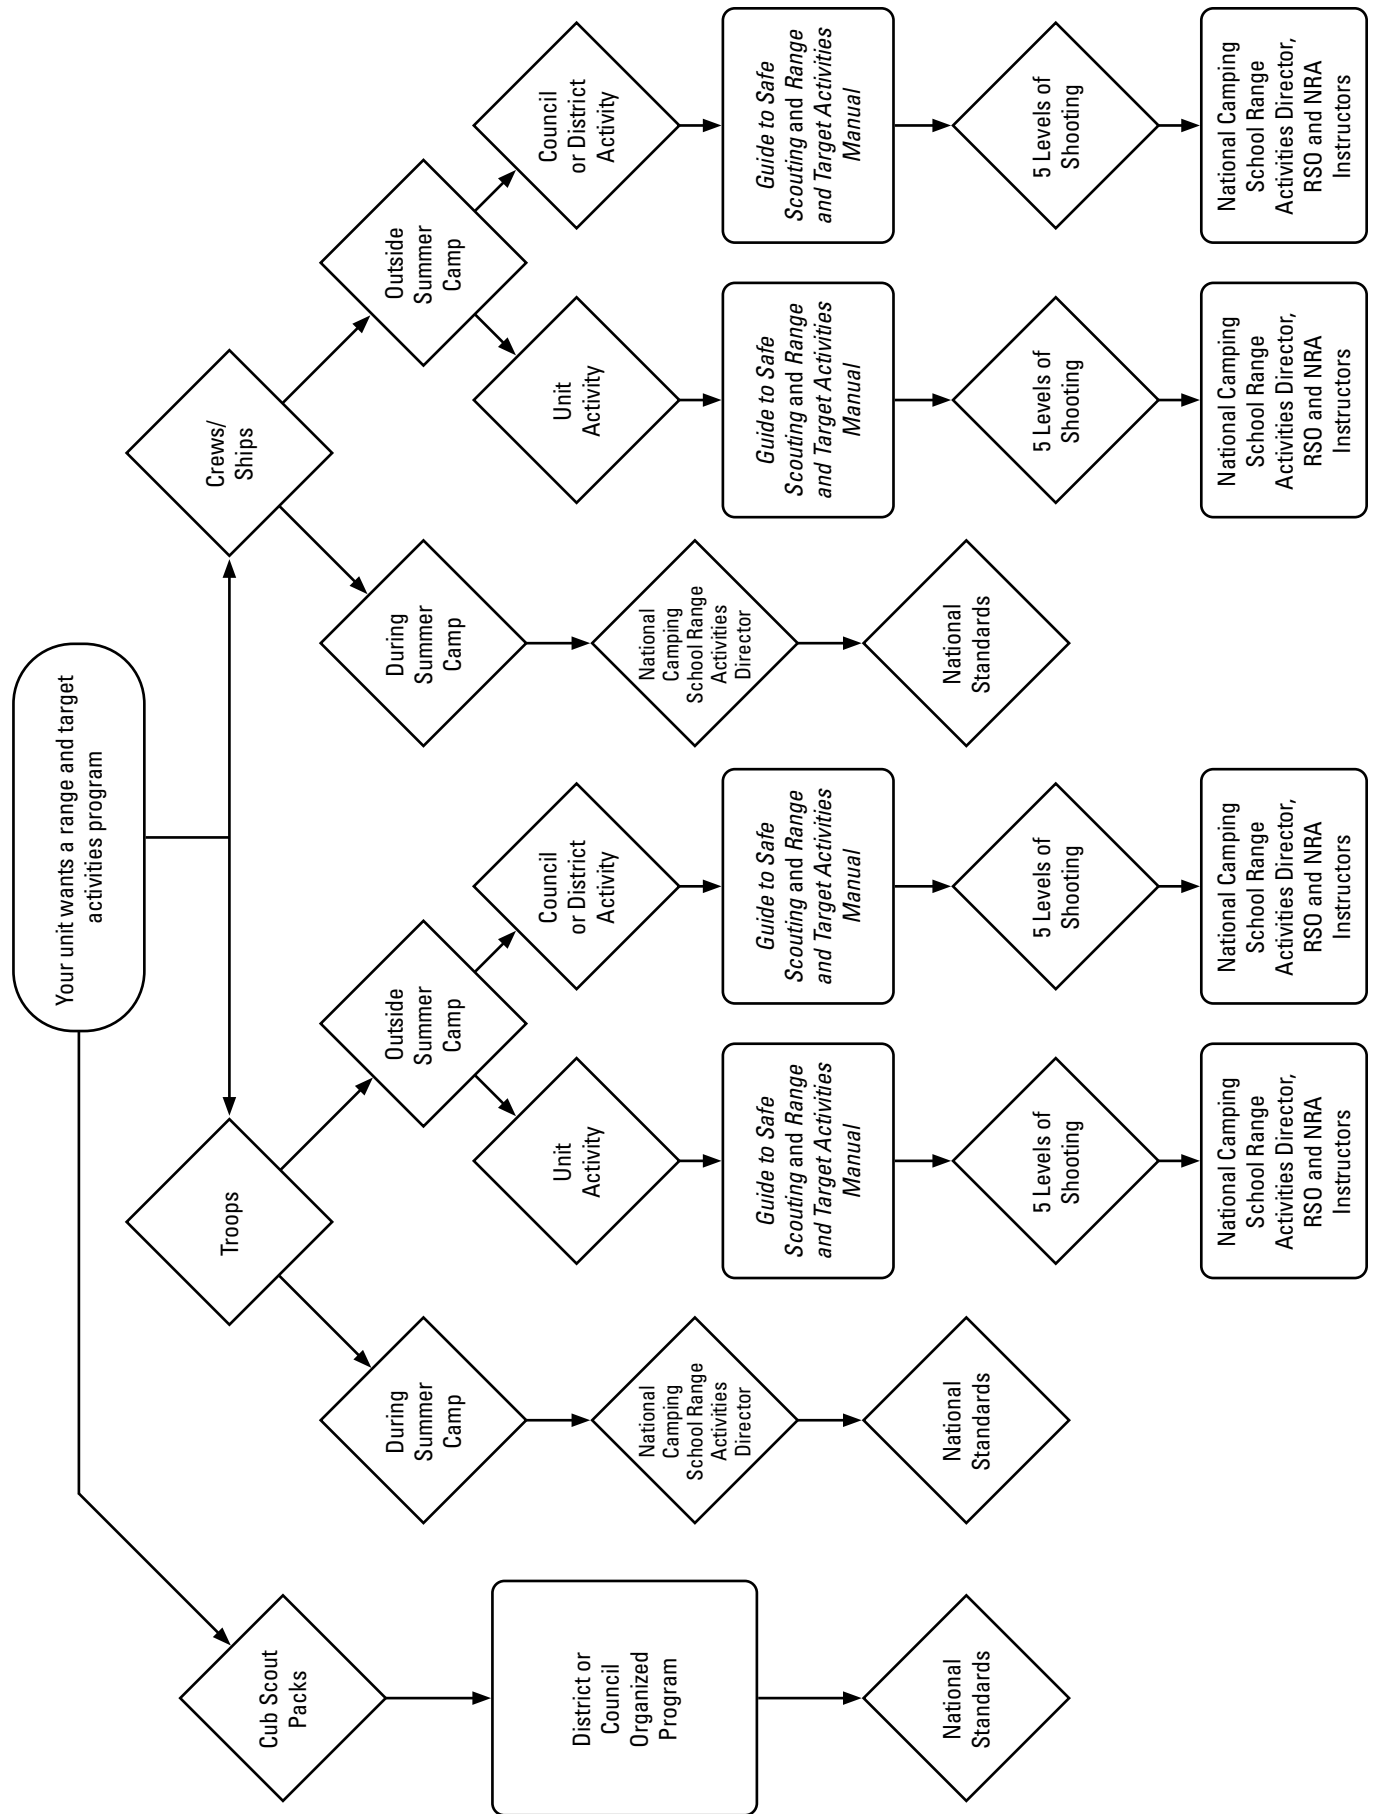 Your unit wants a range and target
activities program
Cub Scout
Packs
District or
Council
Organized
Program
National
Standards
Troops
During
Summer
Camp
National
Camping
School Range
Activities
Director
National
Standards
Outside
Summer
Camp
Unit
Activity
Guide to Safe
Scouting and Range
and Target Activities
Manual
5 Levels of
Shooting
National Camping
School Range
Activities Director,
RSO and NRA
Instructors
Council
or District
Activity
Guide to Safe
Scouting and Range
and Target Activities
Manual
5 Levels of
Shooting
National Camping
School Range
Activities Director,
RSO and NRA
Instructors
Crews/
Ships
During
Summer
Camp
National
Camping
School Range
Activities
Director
National
Standards
Outside
Summer
Camp
Unit
Activity
Guide to Safe
Scouting and Range
and Target Activities
Manual
5 Levels of
Shooting
National Camping
School Range
Activities Director,
RSO and NRA
Instructors
Council
or District
Activity
Guide to Safe
Scouting and Range
and Target Activities
Manual
5 Levels of
Shooting
National Camping
School Range
Activities Director,
RSO and NRA
Instructors